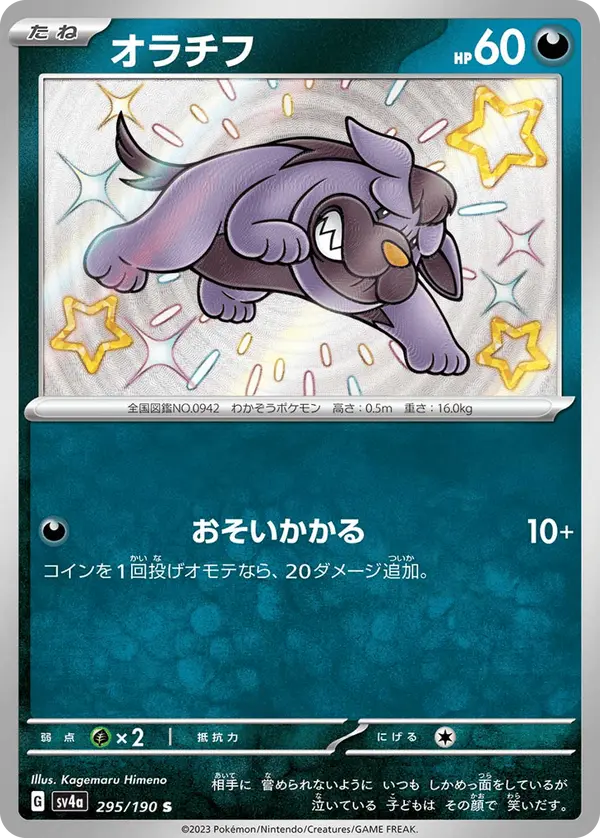 たね オラチフ HP60
全国図鑑NO.0942 わかぞうポケモン 高さ:0.5m 重さ:16.0kg
おそいかかる 10+
コインを1回投げオモテなら、20ダメージ追加。
弱点 ×2 抵抗力 にげる
Illus. Kagemaru Himeno
G sv4a 295/190 S
相手に 嘗められないように いつも しかめっ面をしているが
泣いている 子どもは その顔で 笑いだす。
©2023 Pokémon/Nintendo/Creatures/GAME FREAK.